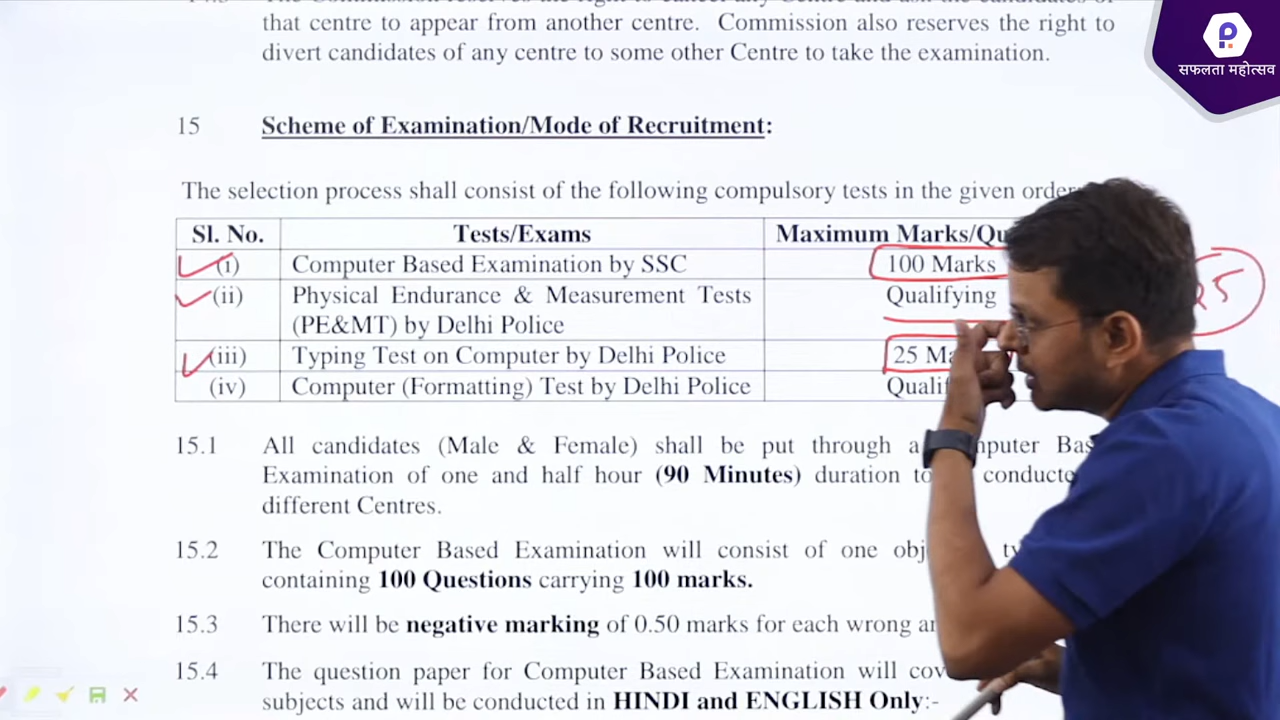 that centre to appear from another centre. Commission also reserves the right to
divert candidates of any centre to some other Centre to take the examination.
सफलता महोत्सव
15 Scheme of Examination/Mode of Recruitment:
The selection process shall consist of the following compulsory tests in the given order
Sl. No. Tests/Exams Maximum Marks/Qu
(i) Computer Based Examination by SSC 100 Marks
(ii) Physical Endurance & Measurement Tests Qualifying
(PE&MT) by Delhi Police
(iii) Typing Test on Computer by Delhi Police 25 Ma
(iv) Computer (Formatting) Test by Delhi Police Qualif
15.1 All candidates (Male & Female) shall be put through a Computer Bas
Examination of one and half hour (90 Minutes) duration to conducte
different Centres.
15.2 The Computer Based Examination will consist of one obj ty
containing 100 Questions carrying 100 marks.
15.3 There will be negative marking of 0.50 marks for each wrong an
15.4 The question paper for Computer Based Examination will cov
subjects and will be conducted in HINDI and ENGLISH Only:-